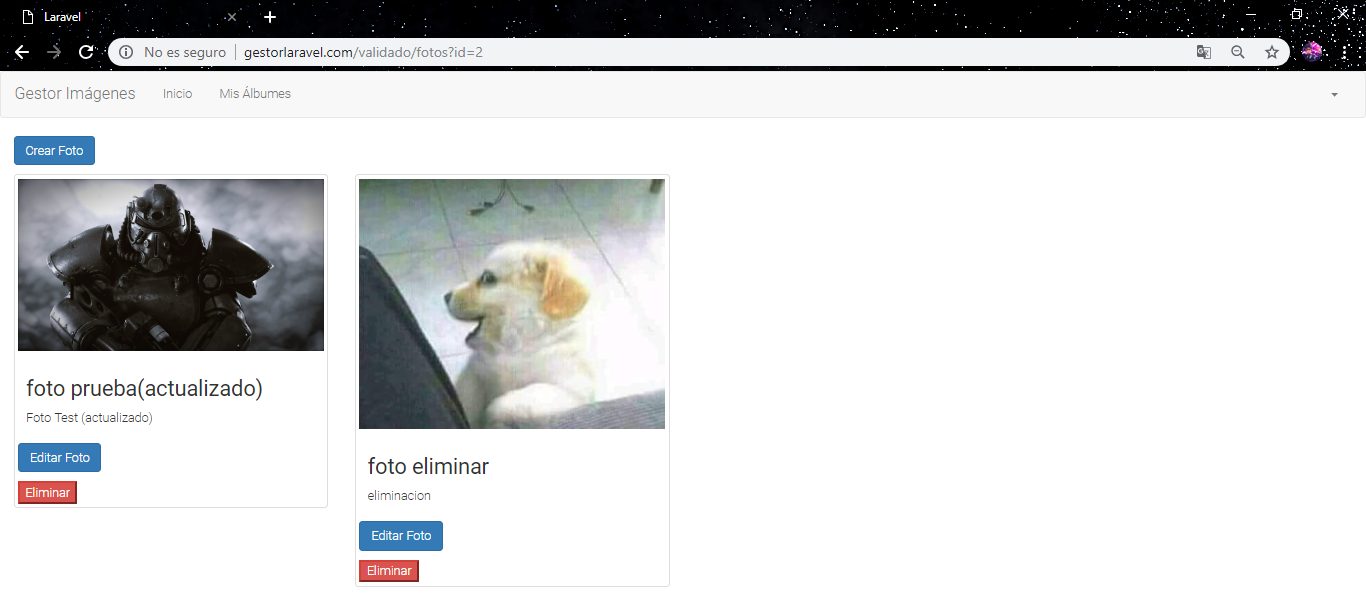 Laravel
No es seguro
gestorlaravel.com/validado/fotos?id=2
Gestor Imágenes
Inicio
Mis Álbumes
Crear Foto
foto prueba(actualizado)
Foto Test (actualizado)
Editar Foto
Eliminar
foto eliminar
eliminacion
Editar Foto
Eliminar